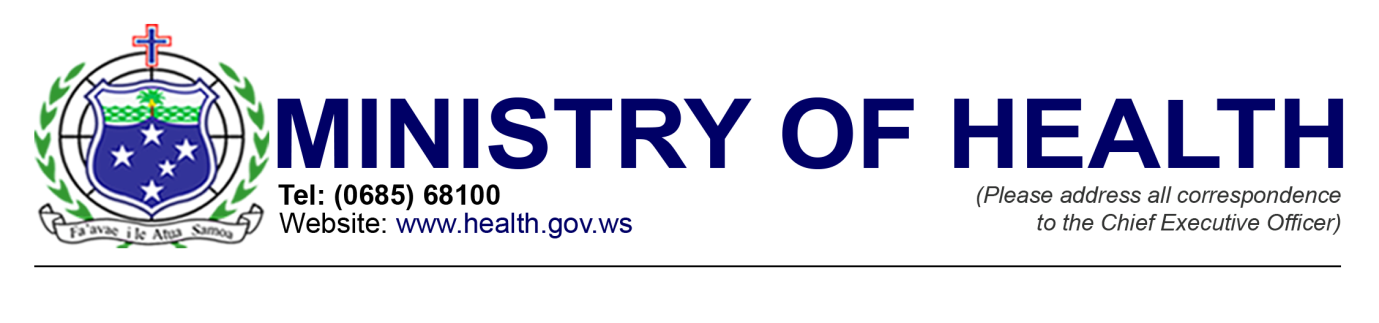 MINISTRY OF HEALTH
Tel: (0685) 68100
Website: www.health.gov.ws
(Please address all correspondence
to the Chief Executive Officer)
Fa'avae i le Atua Samoa